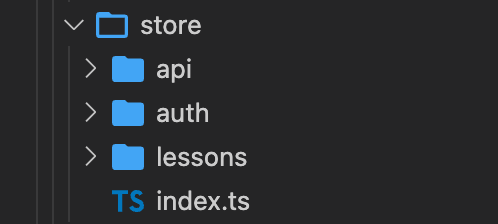 store
api
auth
lessons
TS index.ts